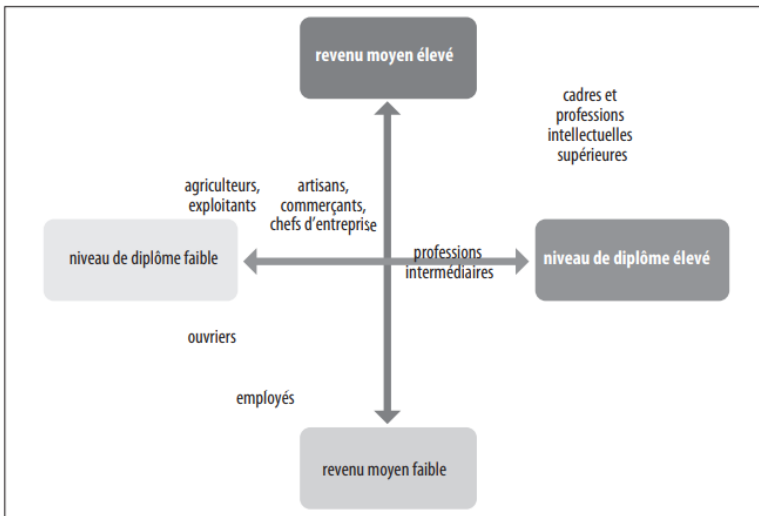 revenu moyen élevé
cadres et
professions
intellectuelles
supérieures
agriculteurs,
exploitants
artisans,
commerçants,
chefs d'entreprise
niveau de diplôme faible
professions
intermédiaires
niveau de diplôme élevé
ouvriers
employés
revenu moyen faible